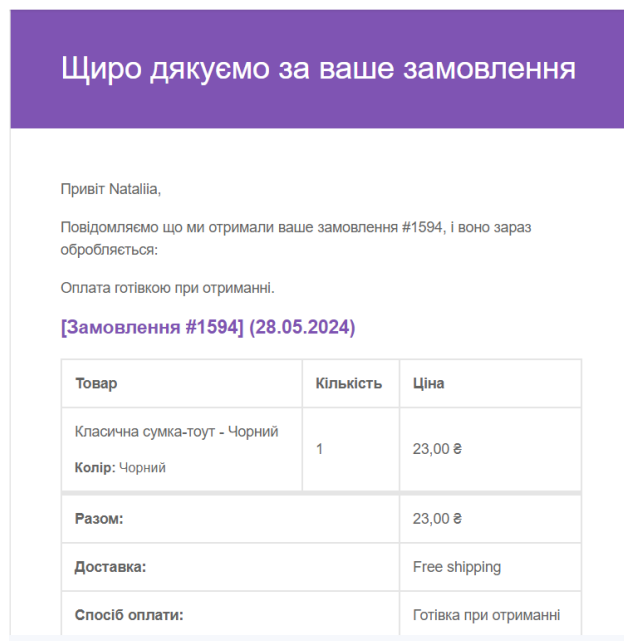 Щиро дякуємо за ваше замовлення
Привіт Nataliia,
Повідомляємо що ми отримали ваше замовлення #1594, і воно зараз
обробляється:
Оплата готівкою при отриманні.
[Замовлення #1594] (28.05.2024)
Товар Кількість Ціна
Класична сумка-тоут - Чорний
Колір: Чорний
1 23,00 ₴
Разом: 23,00 ₴
Доставка: Free shipping
Спосіб оплати: Готівка при отриманні